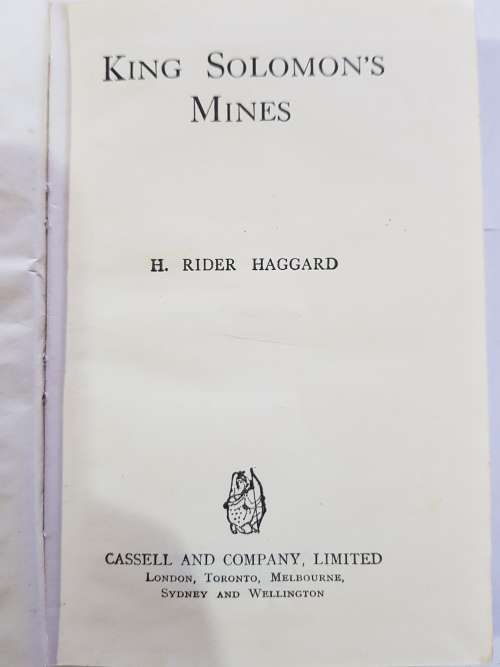 KING SOLOMON'S
MINES
H. RIDER HAGGARD
CASSELL AND COMPANY, LIMITED
LONDON, TORONTO, MELBOURNE,
SYDNEY AND WELLINGTON